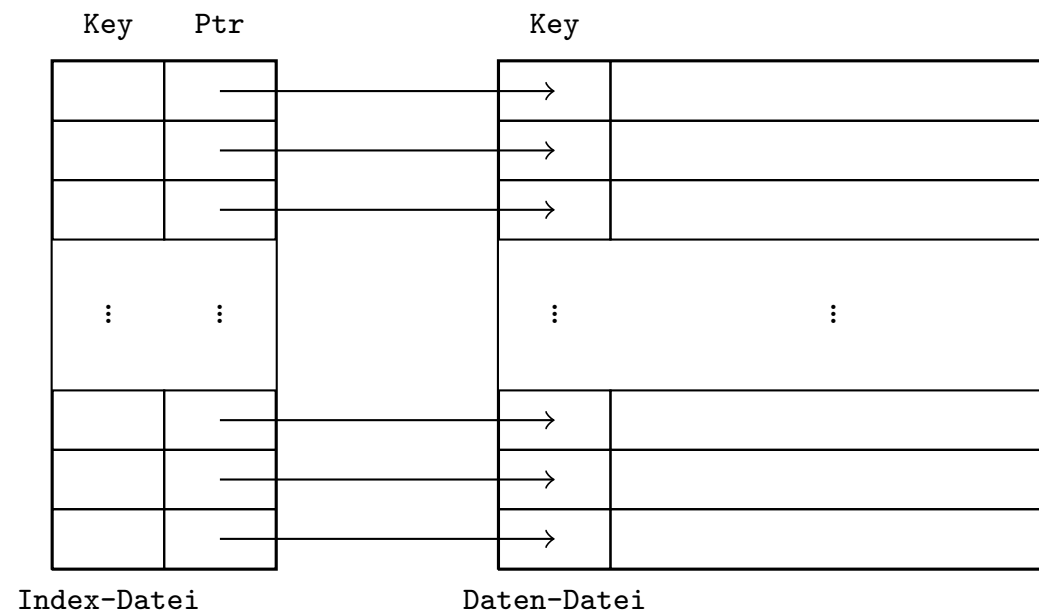 Key Ptr Key
⋮ ⋮ ⋮ ⋮
Index-Datei Daten-Datei